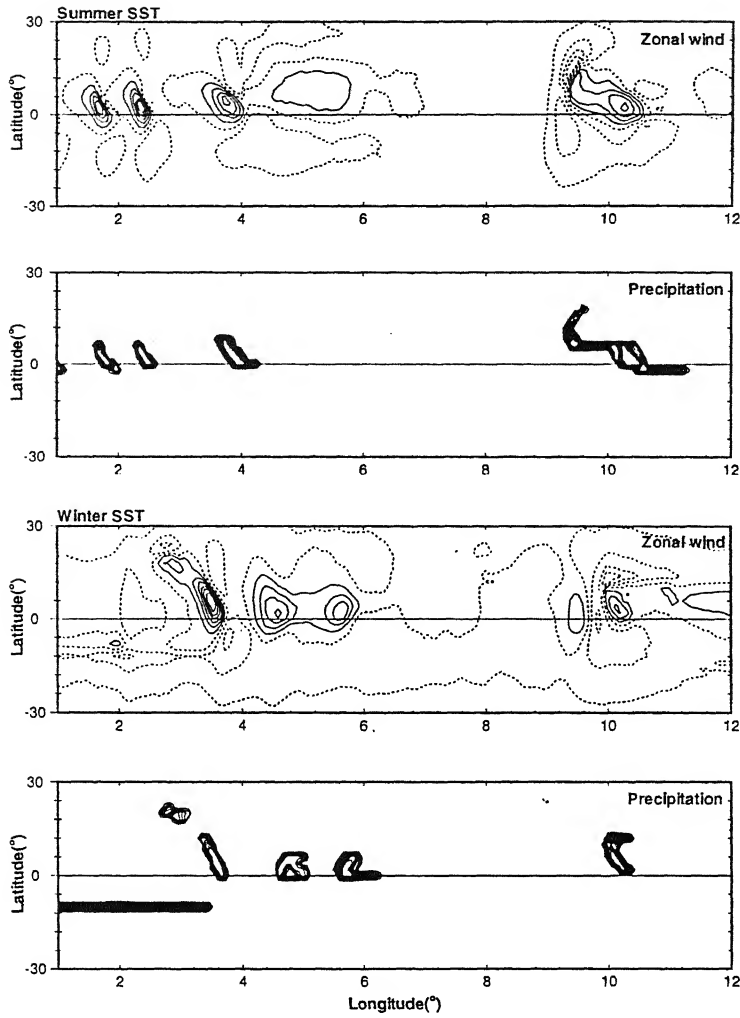 Summer SST
Zonal wind
30
0
-30
Latitude(°)
2 4 6 8 10 12
Precipitation
30
0
-30
Latitude(°)
2 4 6 8 10 12
Winter SST
Zonal wind
30
0
-30
Latitude(°)
2 4 6 8 10 12
Precipitation
30
0
-30
Latitude(°)
2 4 6 8 10 12
Longitude(°)